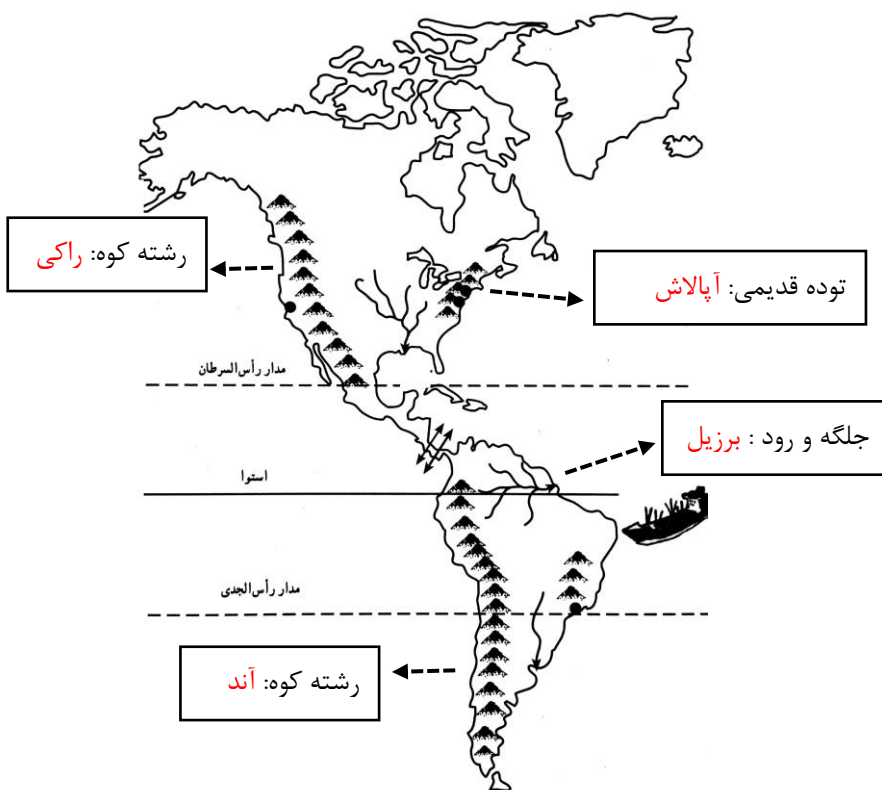 رشته کوه: راکی
توده قدیمی: آپالاش
مدار رأس‌السرطان
جلگه و رود : برزیل
استوا
مدار رأس‌الجدی
رشته کوه: آند